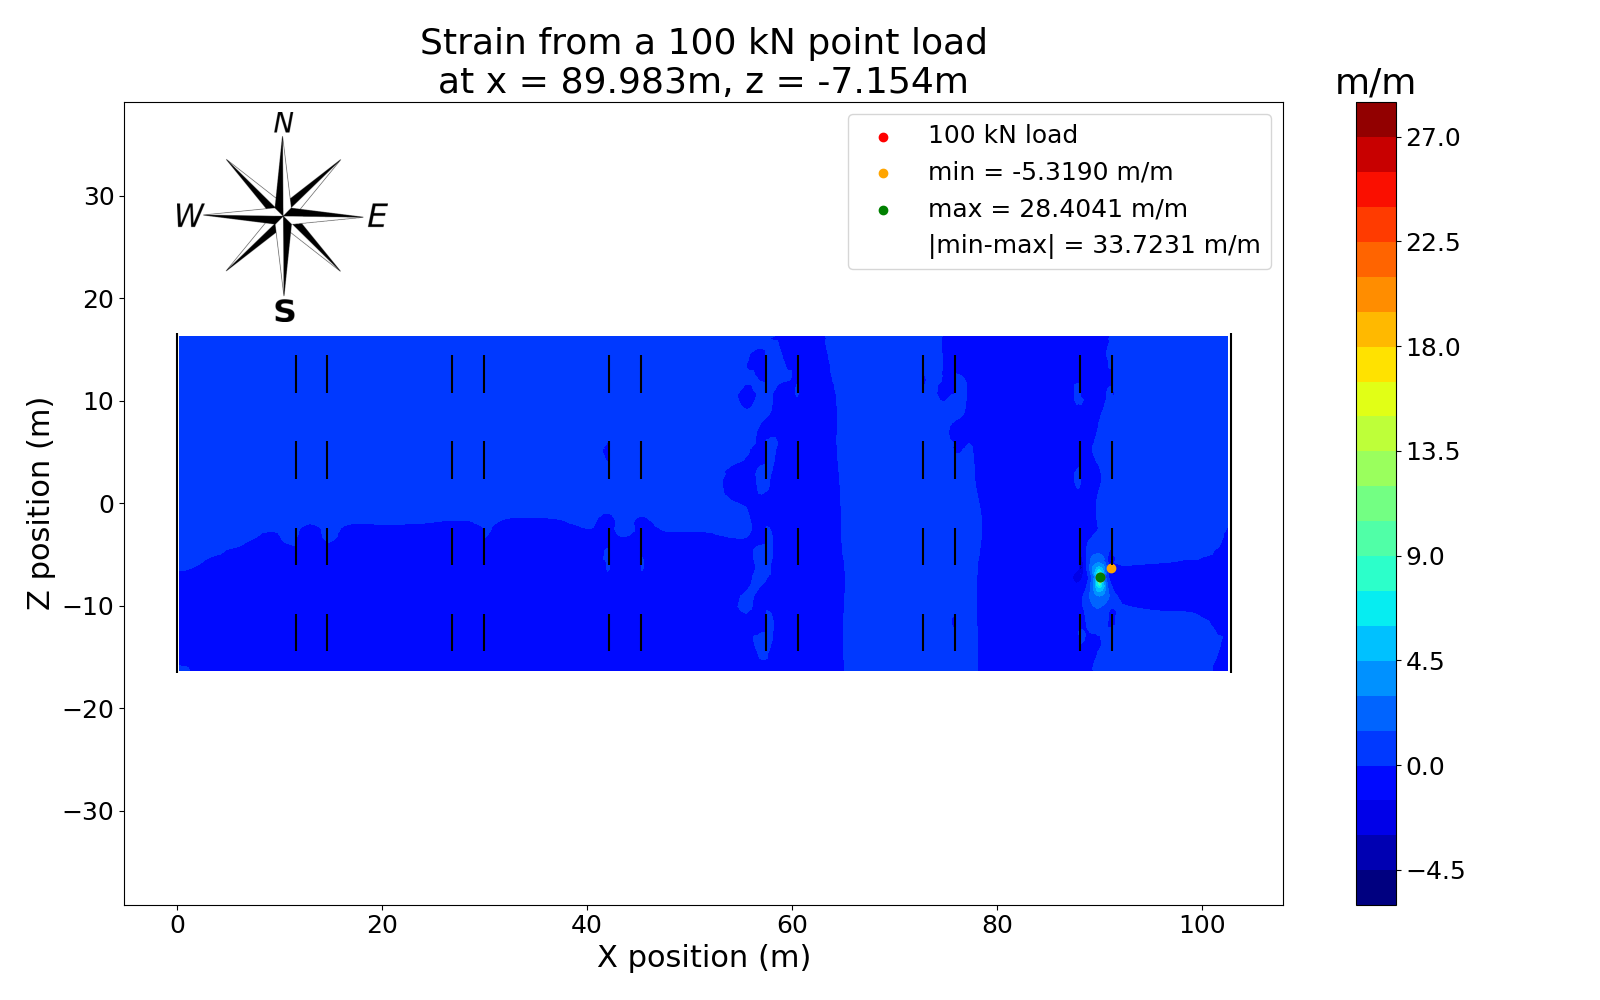 Strain from a 100 kN point load
at x = 89.983m, z = -7.154m
m/m
N
W
E
S
100 kN load
min = -5.3190 m/m
max = 28.4041 m/m
|min-max| = 33.7231 m/m
Z position (m)
30
20
10
0
−10
−20
−30
0
20
40
60
80
100
X position (m)
27.0
22.5
18.0
13.5
9.0
4.5
0.0
−4.5